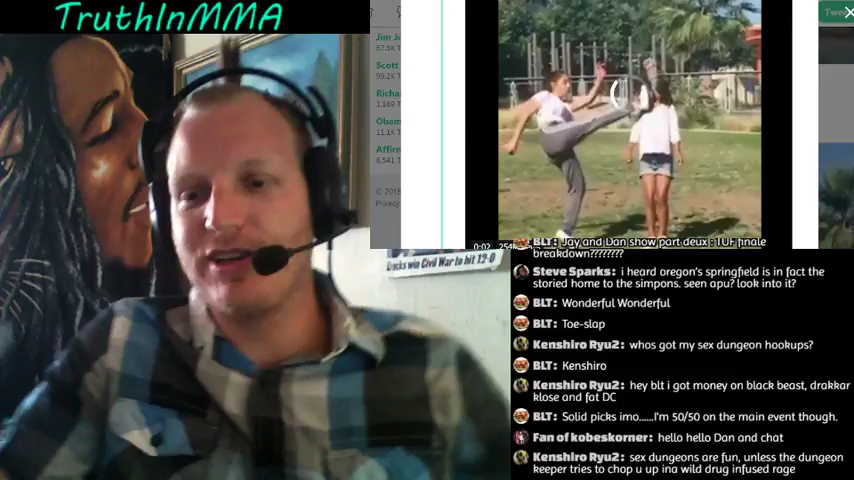 TruthInMMA
Twee
Jim Jo
67.5K T
Scott
99.2K T
Richa
1,169 T
Obam
11.1K T
Affirm
8,541 T
© 2018
Privacy
0:02
Ducks win Civil War to hit 12-0
BLT: Jay and Dan show part deux: TUF finale
breakdown????????
Steve Sparks: i heard oregon's springfield is in fact the
storied home to the simpons. seen apu? look into it?
BLT: Wonderful Wonderful
BLT: Toe-slap
Kenshiro Ryu2: whos got my sex dungeon hookups?
BLT: Kenshiro
Kenshiro Ryu2: hey blt i got money on black beast, drakkar
klose and fat DC
BLT: Solid picks imo......I'm 50/50 on the main event though.
Fan of kobeskorner: hello hello Dan and chat
Kenshiro Ryu2: sex dungeons are fun, unless the dungeon
keeper tries to chop u up ina wild drug infused rage